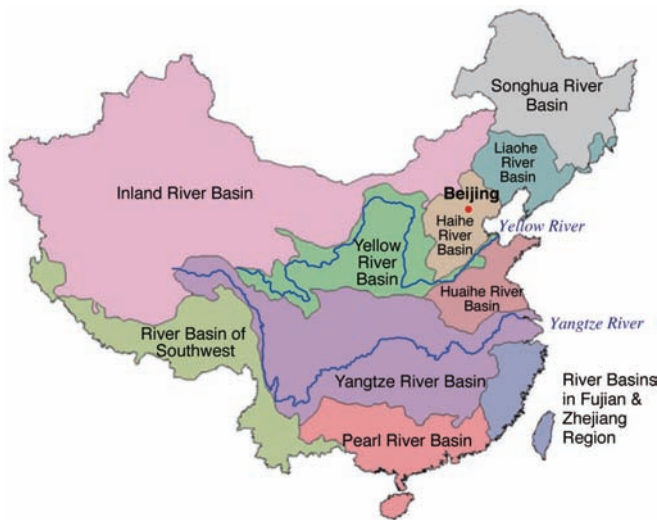 Songhua River
Basin
Liaohe
River
Basin
Inland River Basin
Beijing
Haihe
River
Basin
Yellow River
Yellow
River
Basin
Huaihe River
Basin
River Basin of
Southwest
Yangtze River
Yangtze River Basin
River Basins
in Fujian &
Zhejiang
Region
Pearl River Basin